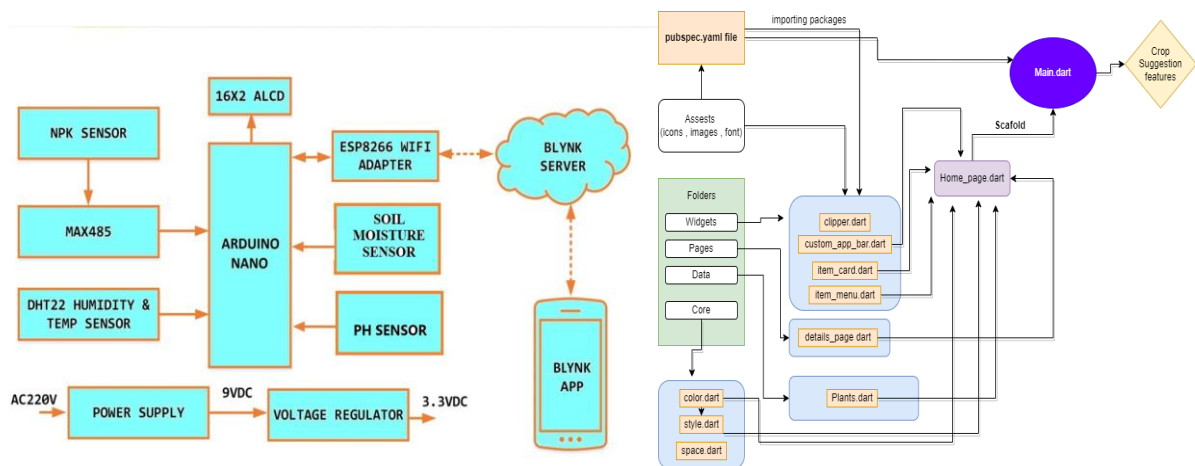 16X2 ALCD
NPK SENSOR
MAX485
DHT22 HUMIDITY &
TEMP SENSOR
ARDUINO
NANO
ESP8266 WIFI
ADAPTER
SOIL
MOISTURE
SENSOR
PH SENSOR
BLYNK
SERVER
BLYNK
APP
AC220V
POWER SUPPLY
9VDC
VOLTAGE REGULATOR
3.3VDC
importing packages
pubspec.yaml file
Main.dart
Crop
Suggestion
features
Assests
(icons , images , font)
Scafold
Home_page.dart
Folders
Widgets
Pages
Data
Core
clipper.dart
custom_app_bar.dart
item_card.dart
item_menu.dart
details_page.dart
Plants.dart
color.dart
style.dart
space.dart